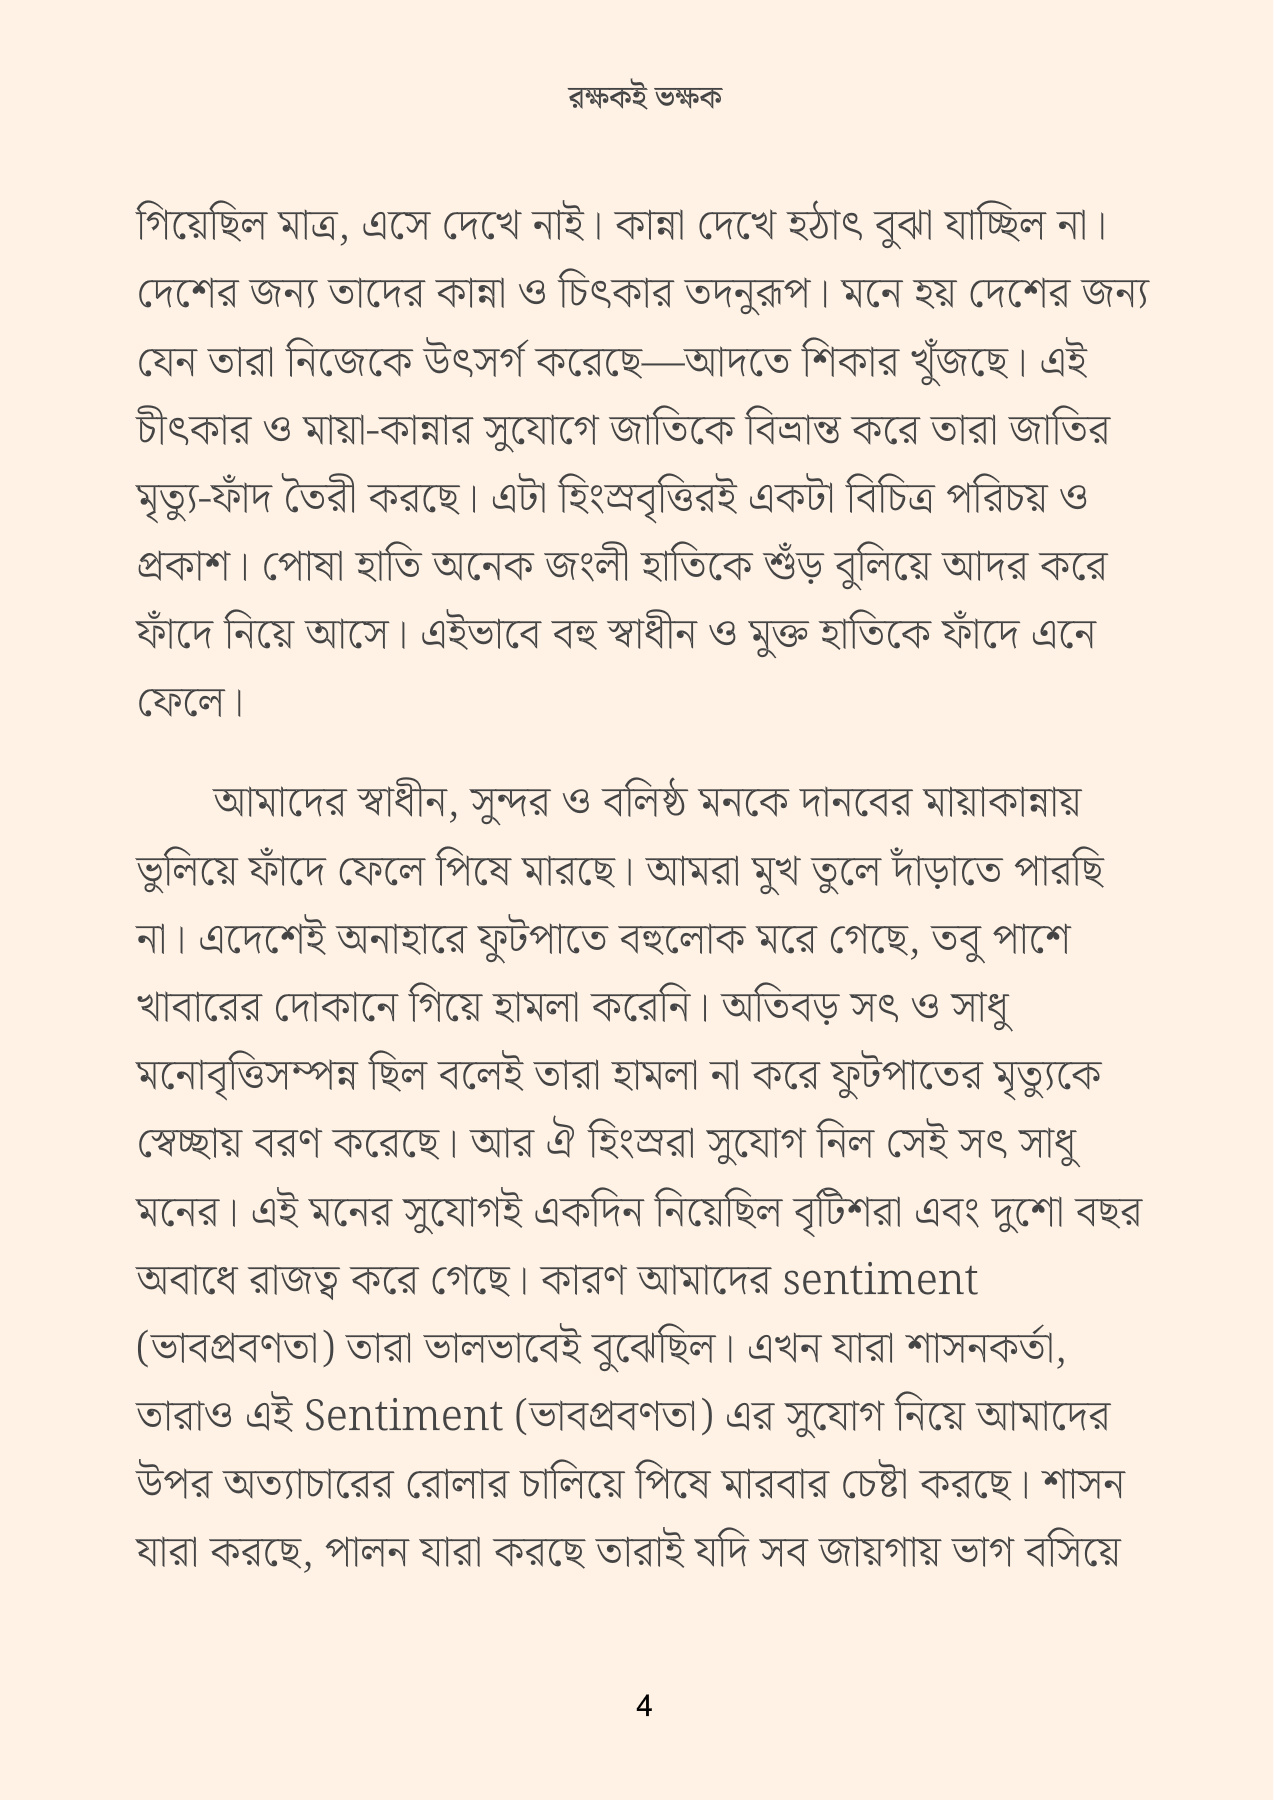 রক্ষকই ভক্ষক
গিয়েছিল মাত্র, এসে দেখে নাই। কান্না দেখে হঠাৎ বুঝা যাচ্ছিল না।
দেশের জন্য তাদের কান্না ও চিৎকার তদনুরূপ। মনে হয় দেশের জন্য
যেন তারা নিজেকে উৎসর্গ করেছে—আদতে শিকার খুঁজছে। এই
চীৎকার ও মায়া-কান্নার সুযোগে জাতিকে বিভ্রান্ত করে তারা জাতির
মৃত্যু-ফাঁদ তৈরী করছে। এটা হিংস্রবৃত্তিরই একটা বিচিত্র পরিচয় ও
প্রকাশ। পোষা হাতি অনেক জংলী হাতিকে শুঁড় বুলিয়ে আদর করে
ফাঁদে নিয়ে আসে। এইভাবে বহু স্বাধীন ও মুক্ত হাতিকে ফাঁদে এনে
ফেলে।
আমাদের স্বাধীন, সুন্দর ও বলিষ্ঠ মনকে দানবের মায়াকান্নায়
ভুলিয়ে ফাঁদে ফেলে পিষে মারছে। আমরা মুখ তুলে দাঁড়াতে পারছি
না। এদেশেই অনাহারে ফুটপাতে বহুলোক মরে গেছে, তবু পাশে
খাবারের দোকানে গিয়ে হামলা করেনি। অতিবড় সৎ ও সাধু
মনোবৃত্তিসম্পন্ন ছিল বলেই তারা হামলা না করে ফুটপাতের মৃত্যুকে
স্বেচ্ছায় বরণ করেছে। আর ঐ হিংস্ররা সুযোগ নিল সেই সৎ সাধু
মনের। এই মনের সুযোগই একদিন নিয়েছিল বৃটিশরা এবং দুশো বছর
অবাধে রাজত্ব করে গেছে। কারণ আমাদের sentiment
(ভাবপ্রবণতা) তারা ভালভাবেই বুঝেছিল। এখন যারা শাসনকর্তা,
তারাও এই Sentiment (ভাবপ্রবণতা) এর সুযোগ নিয়ে আমাদের
উপর অত্যাচারের রোলার চালিয়ে পিষে মারবার চেষ্টা করছে। শাসন
যারা করছে, পালন যারা করছে তারাই যদি সব জায়গায় ভাগ বসিয়ে
4